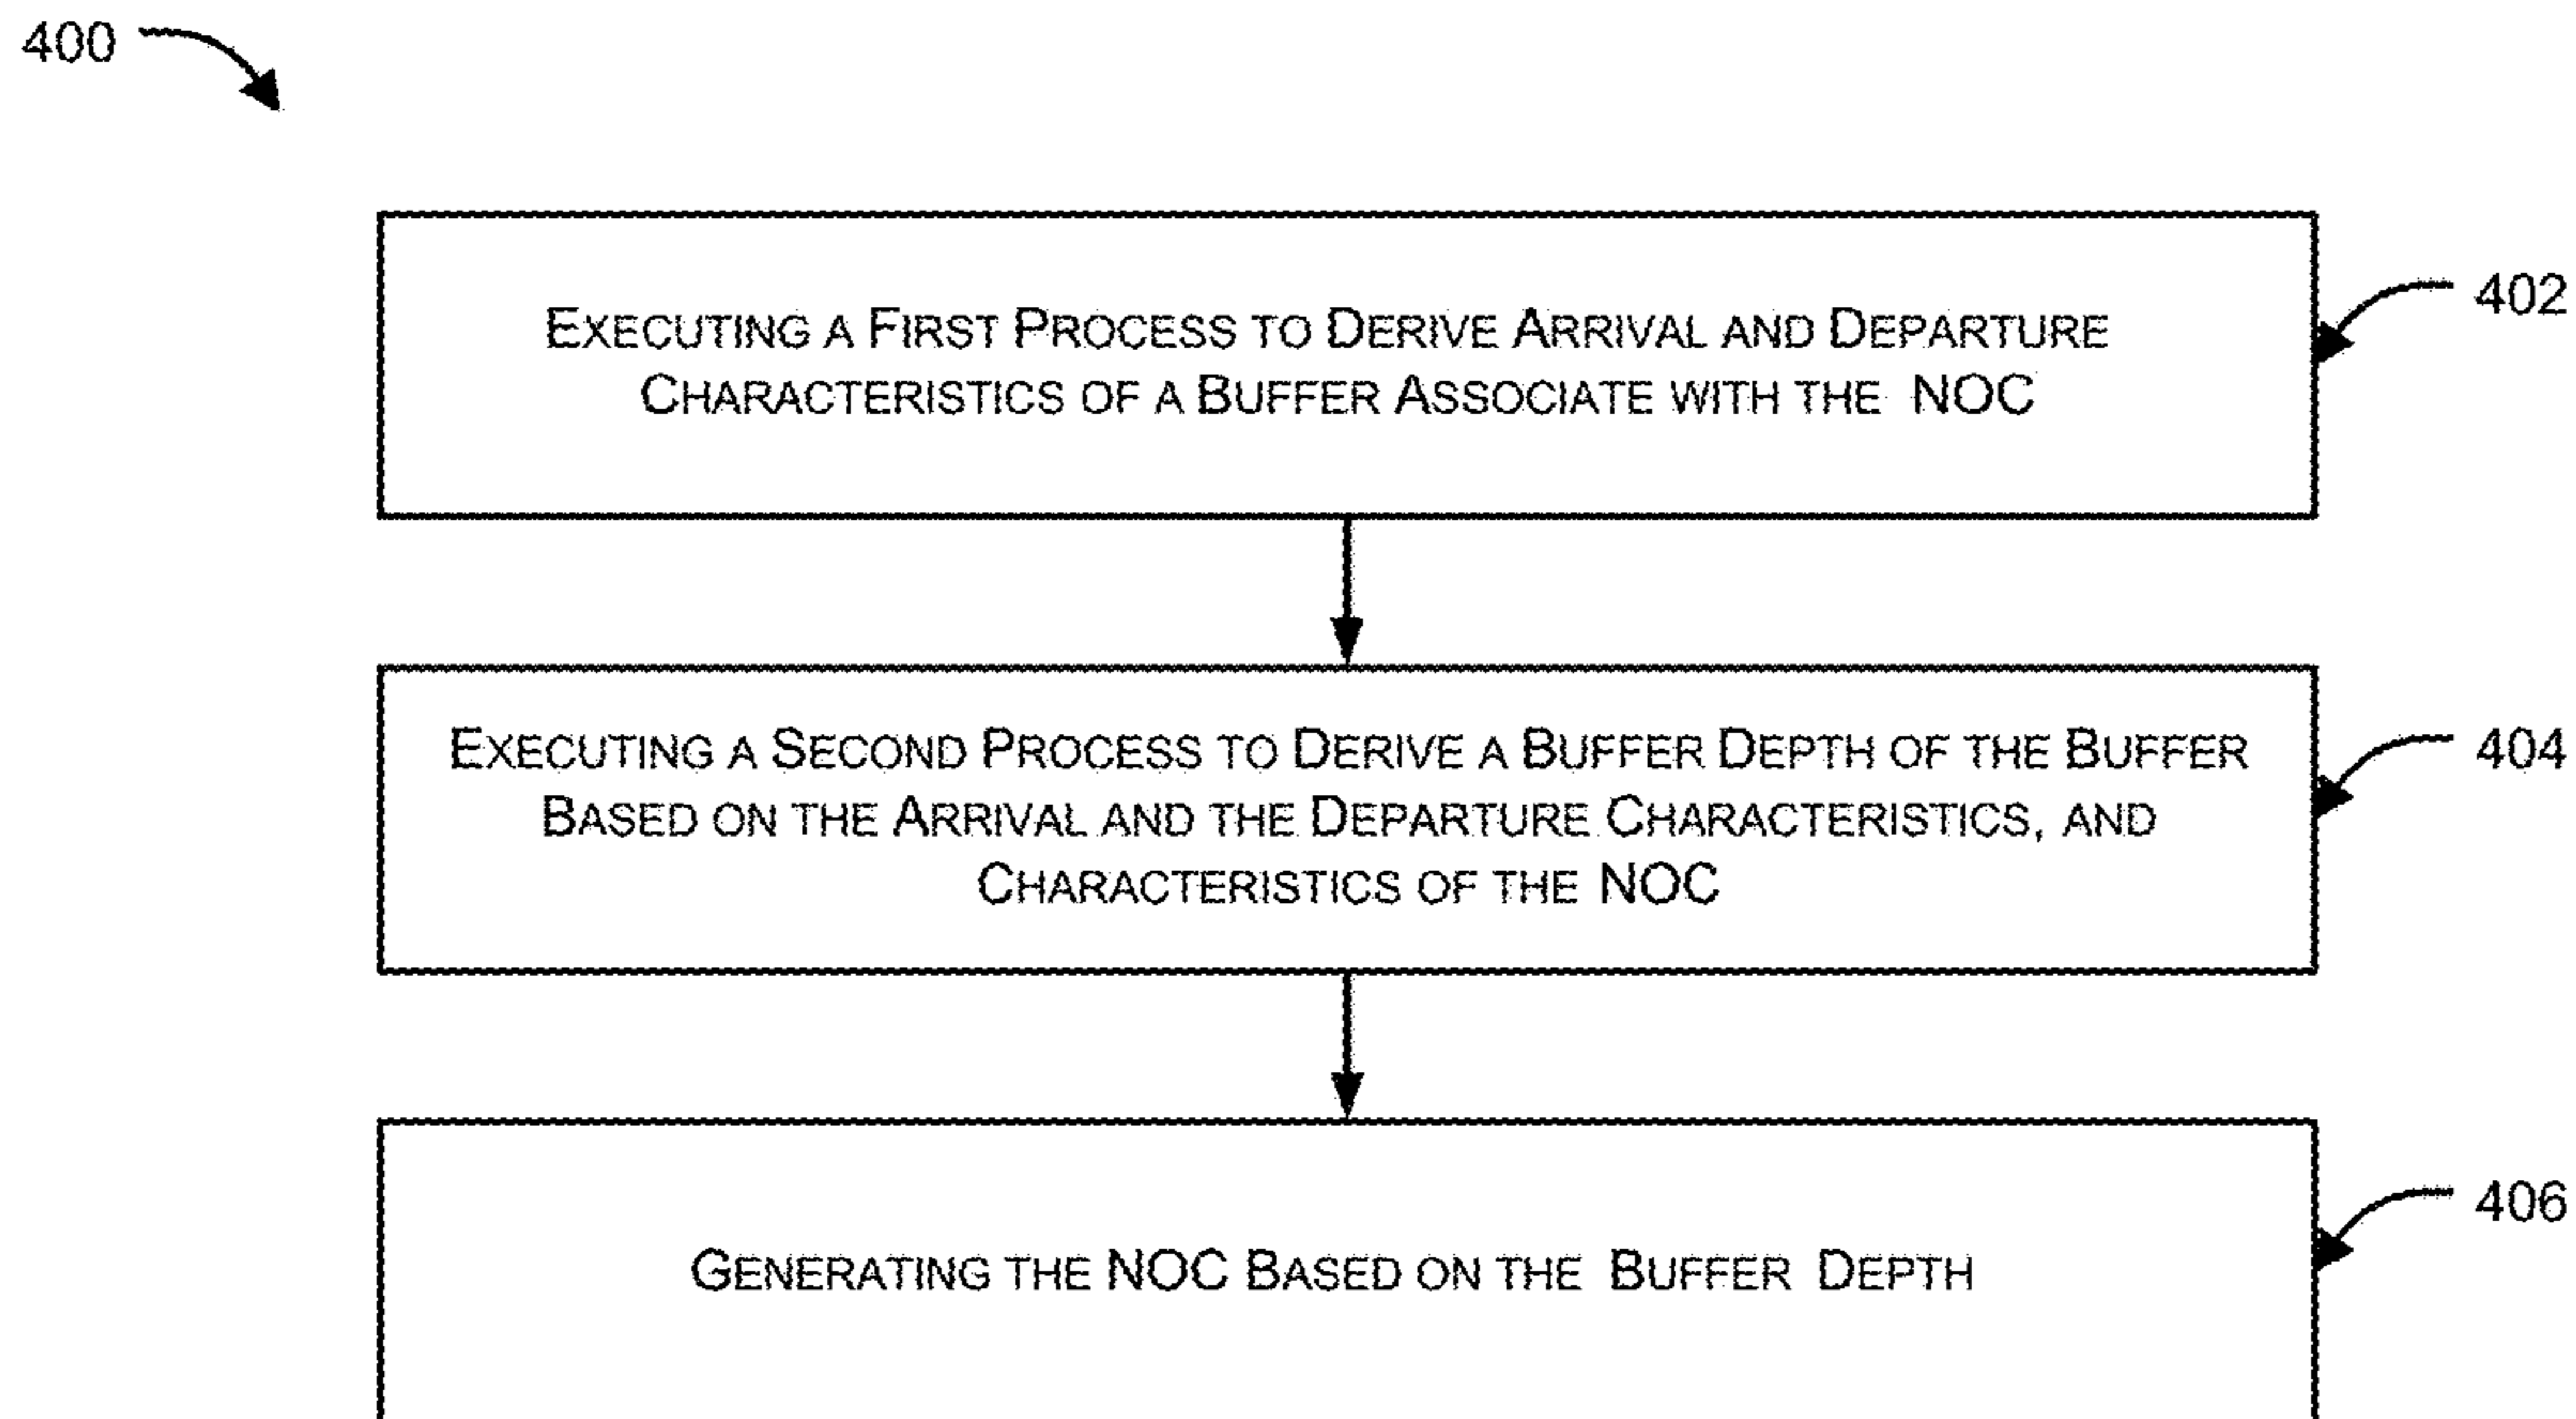 400
EXECUTING A FIRST PROCESS TO DERIVE ARRIVAL AND DEPARTURE
CHARACTERISTICS OF A BUFFER ASSOCIATE WITH THE NOC
402
EXECUTING A SECOND PROCESS TO DERIVE A BUFFER DEPTH OF THE BUFFER
BASED ON THE ARRIVAL AND THE DEPARTURE CHARACTERISTICS, AND
CHARACTERISTICS OF THE NOC
404
GENERATING THE NOC BASED ON THE BUFFER DEPTH
406